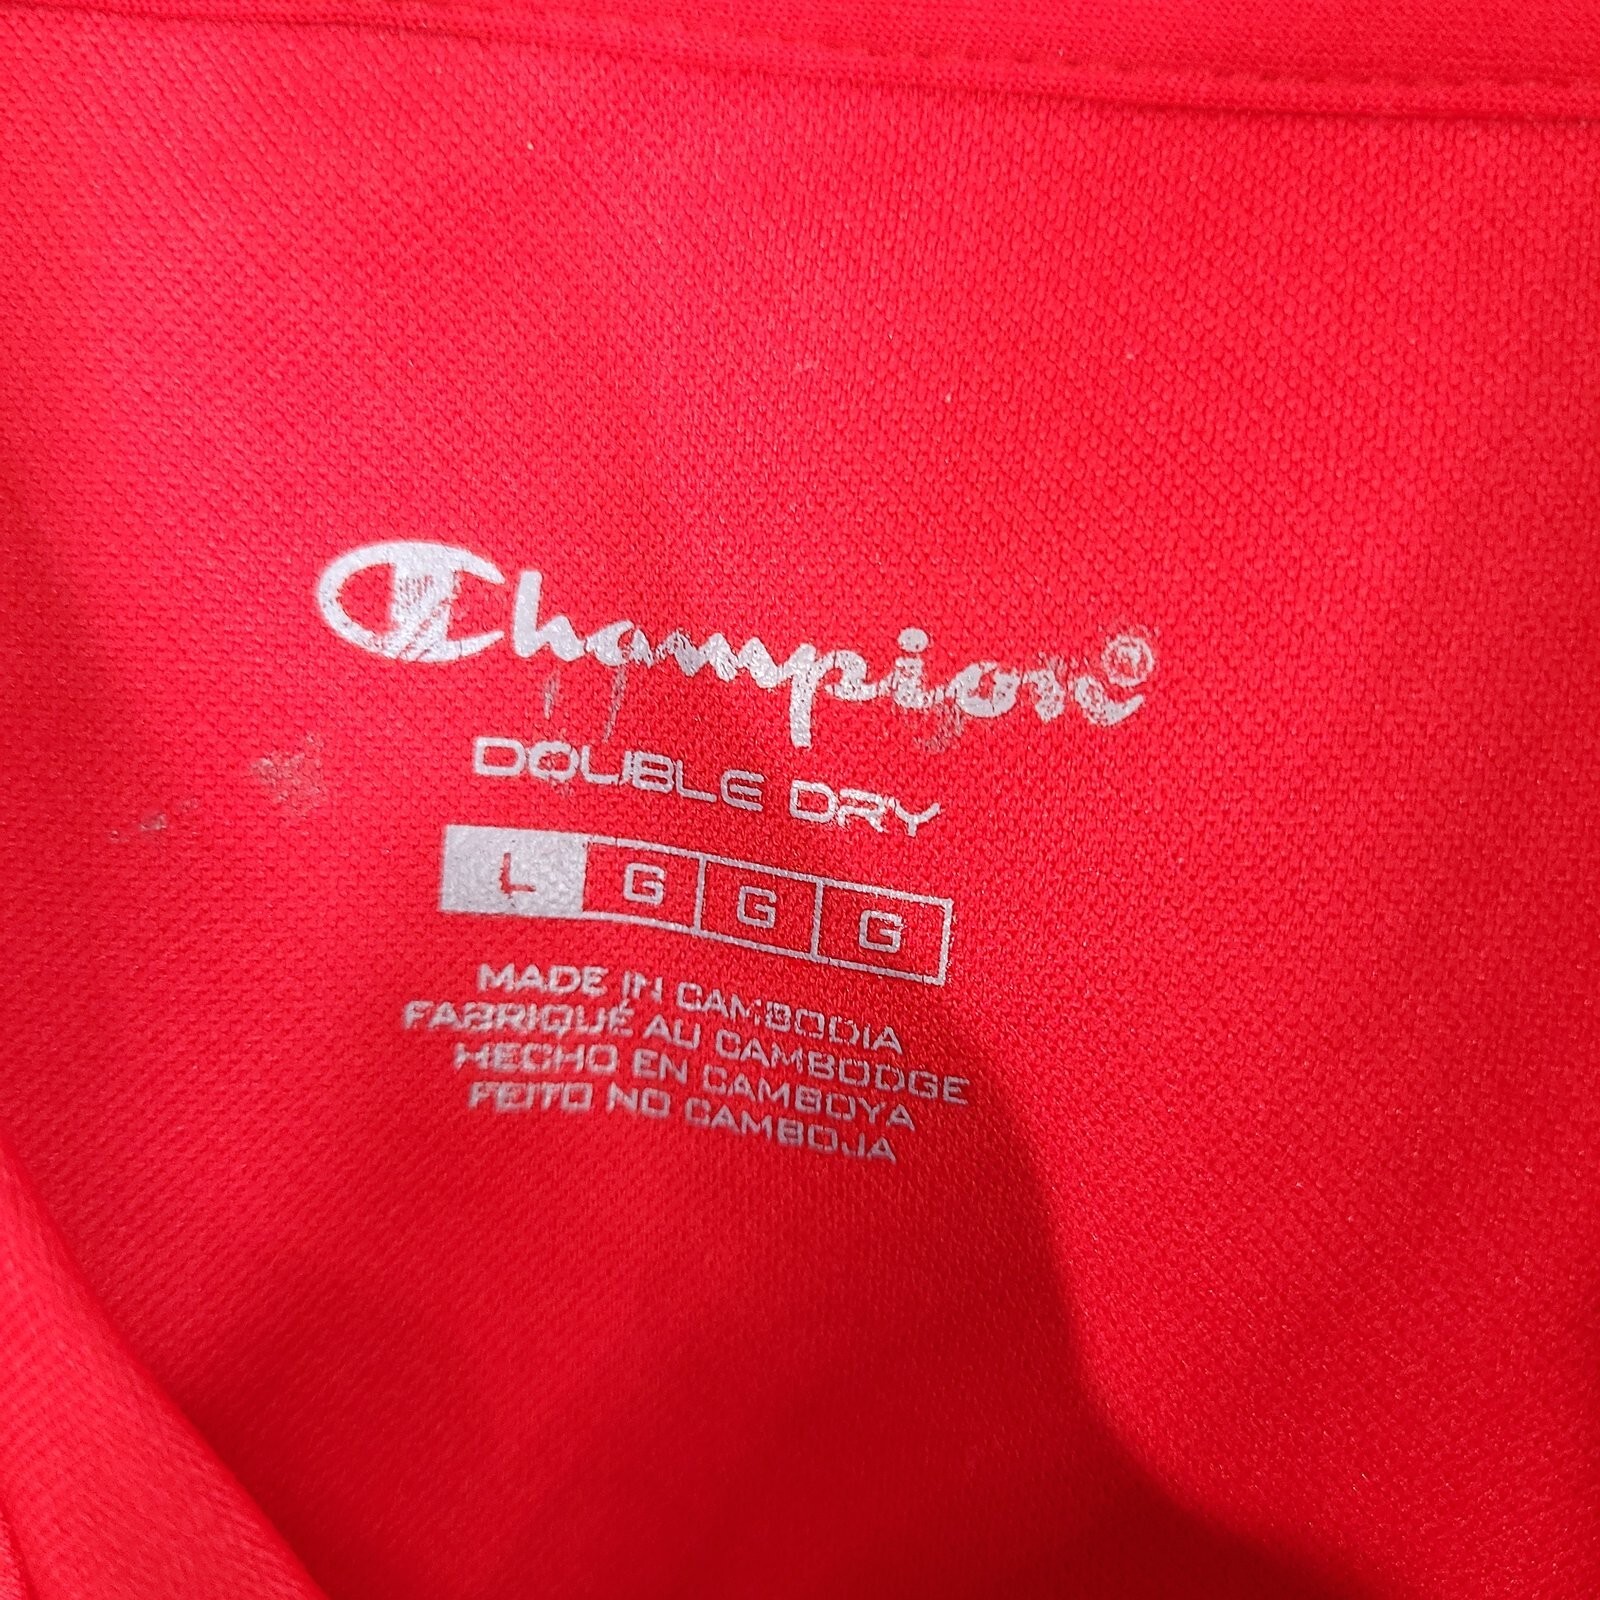 Champion®
DOUBLE DRY
L G G G
MADE IN CAMBODIA
FABRIQUÉ AU CAMBODGE
HECHO EN CAMBOYA
FEITO NO CAMBOJA